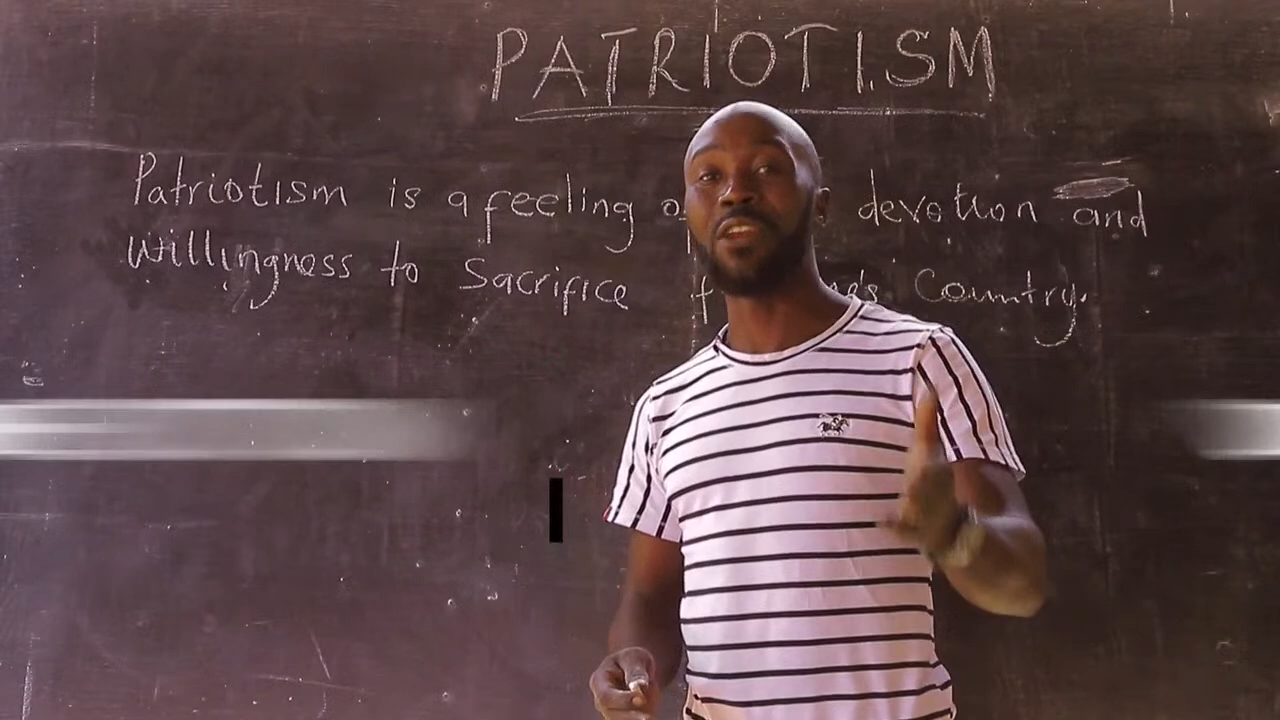 PATRIOTISM
Patriotism is a feeling devotion and
willingness to Sacrifice Country.